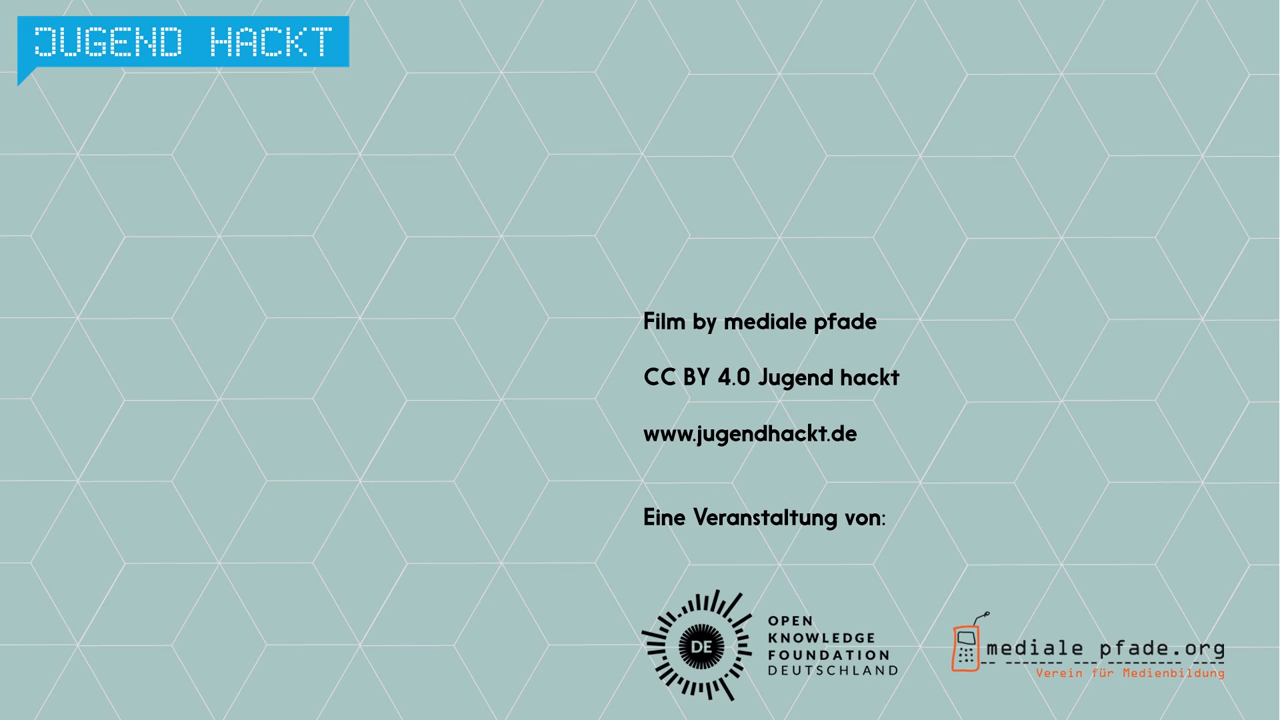 JUGEND HACKT
Film by mediale pfade
CC BY 4.0 Jugend hackt
www.jugendhackt.de
Eine Veranstaltung von:
DE
OPEN
KNOWLEDGE
FOUNDATION
DEUTSCHLAND
mediale pfade.org
Verein für Medienbildung